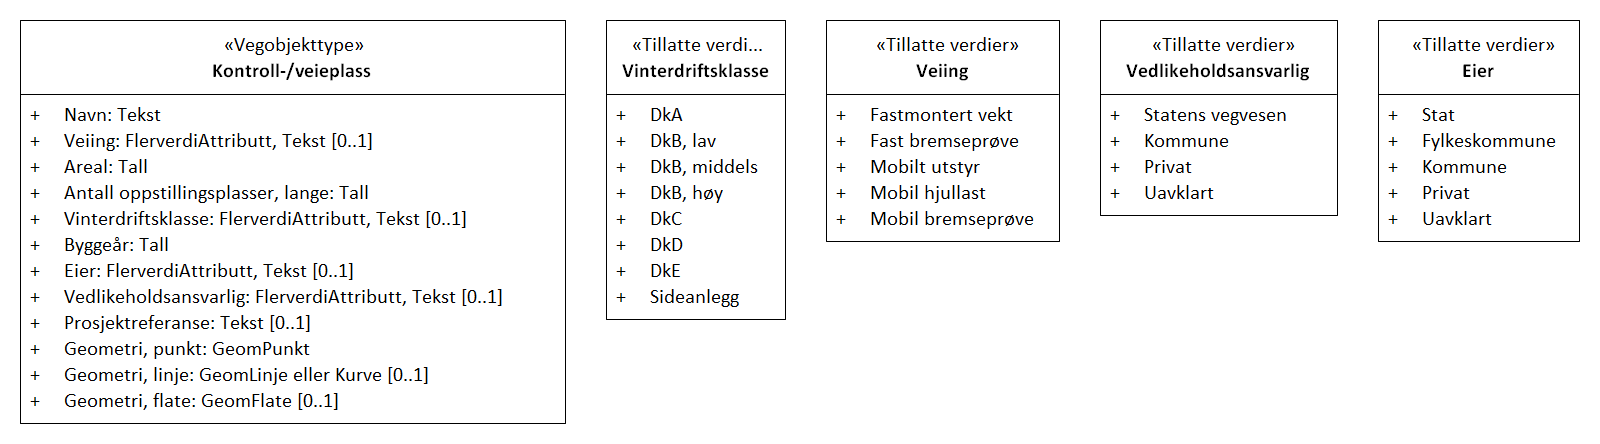 «Vegobjekttype»
Kontroll-/veieplass
+ Navn: Tekst
+ Veiing: FlerverdiAttributt, Tekst [0..1]
+ Areal: Tall
+ Antall oppstillingsplasser, lange: Tall
+ Vinterdriftsklasse: FlerverdiAttributt, Tekst [0..1]
+ Byggeår: Tall
+ Eier: FlerverdiAttributt, Tekst [0..1]
+ Vedlikeholdsansvarlig: FlerverdiAttributt, Tekst [0..1]
+ Prosjektreferanse: Tekst [0..1]
+ Geometri, punkt: GeomPunkt
+ Geometri, linje: GeomLinje eller Kurve [0..1]
+ Geometri, flate: GeomFlate [0..1]
«Tillatte verdi...
Vinterdriftsklasse
+ DkA
+ DkB, lav
+ DkB, middels
+ DkB, høy
+ DkC
+ DkD
+ DkE
+ Sideanlegg
«Tillatte verdier»
Veiing
+ Fastmontert vekt
+ Fast bremseprøve
+ Mobilt utstyr
+ Mobil hjullast
+ Mobil bremseprøve
«Tillatte verdier»
Vedlikeholdsansvarlig
+ Statens vegvesen
+ Kommune
+ Privat
+ Uavklart
«Tillatte verdier»
Eier
+ Stat
+ Fylkeskommune
+ Kommune
+ Privat
+ Uavklart